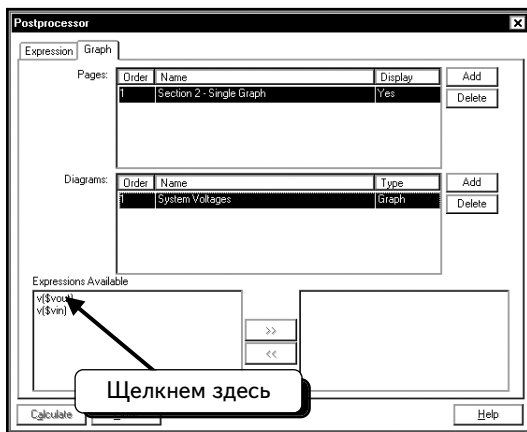 Postprocessor
Expression Graph
Pages: Order Name Display Add
1 Section 2 - Single Graph Yes Delete
Diagrams: Order Name Type Add
1 System Voltages Graph Delete
Expressions Available
v($vout)
v($vin)
>>
<<
Щелкнем здесь
Calculate Help